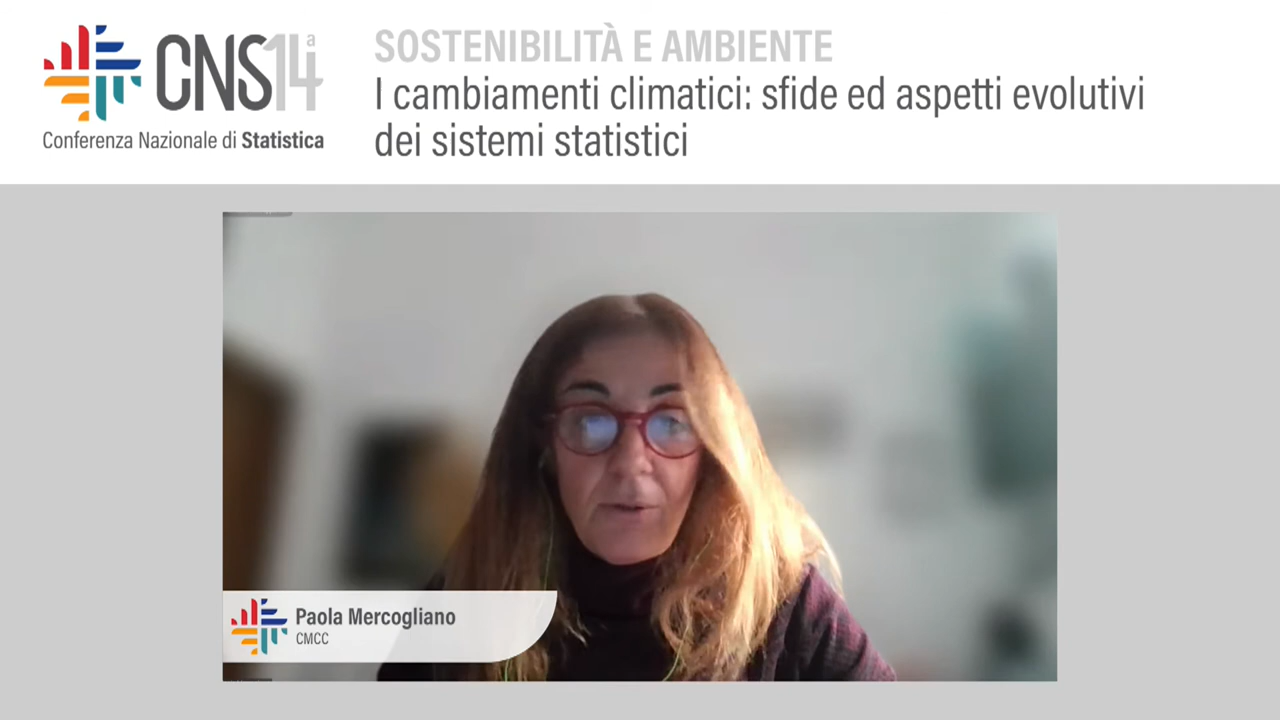 CNS14ª
Conferenza Nazionale di Statistica
SOSTENIBILITÀ E AMBIENTE
I cambiamenti climatici: sfide ed aspetti evolutivi
dei sistemi statistici
Paola Mercogliano
CMCC